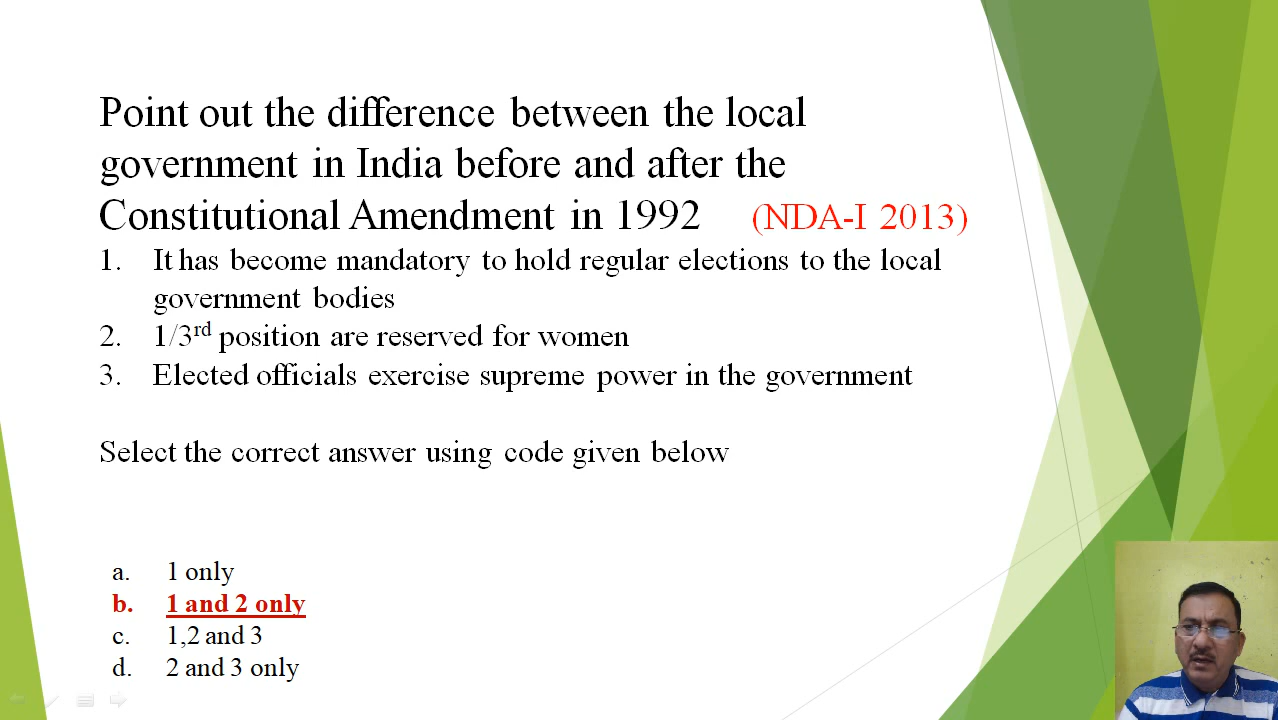 Point out the difference between the local
government in India before and after the
Constitutional Amendment in 1992 (NDA-I 2013)
1. It has become mandatory to hold regular elections to the local
government bodies
2. 1/3rd position are reserved for women
3. Elected officials exercise supreme power in the government
Select the correct answer using code given below
a. 1 only
b. 1 and 2 only
c. 1,2 and 3
d. 2 and 3 only